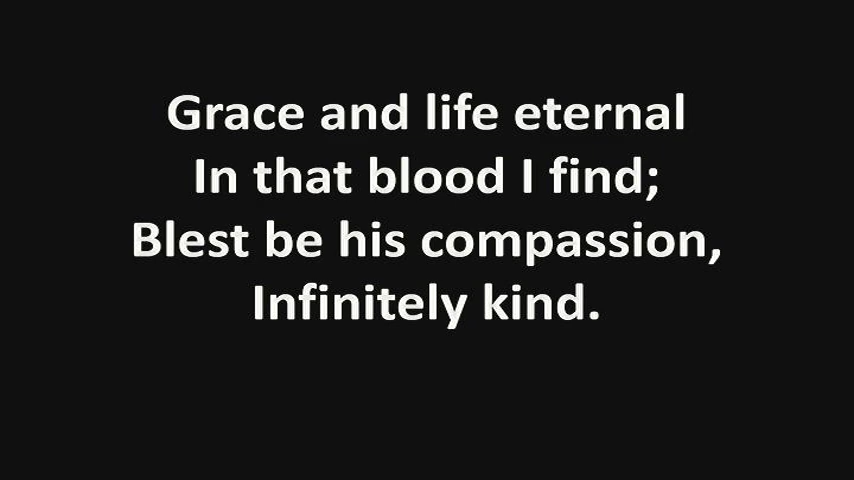 Grace and life eternal
In that blood I find;
Blest be his compassion,
Infinitely kind.